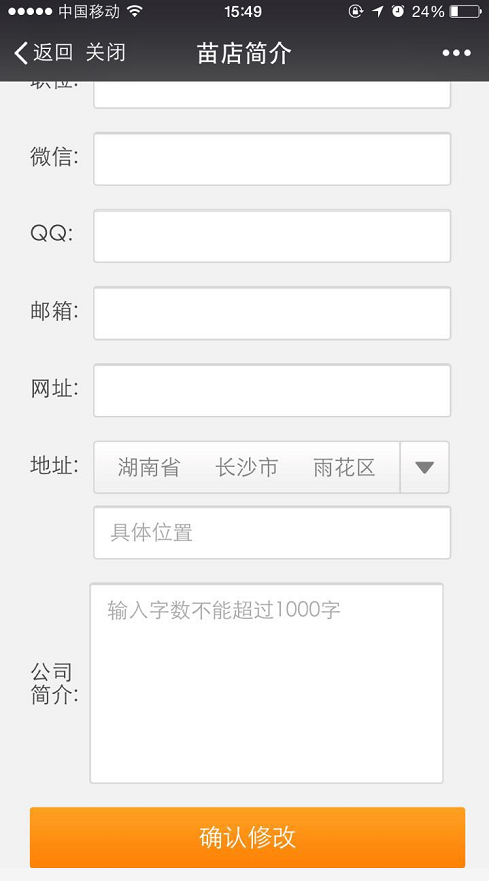 中国移动 15:49 24%
返回 关闭 苗店简介
职位:
微信:
QQ:
邮箱:
网址:
地址: 湖南省 长沙市 雨花区
具体位置
输入字数不能超过1000字
公司
简介:
确认修改